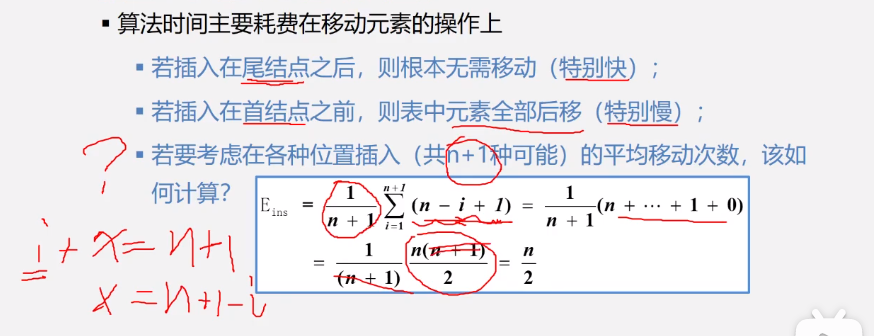 ▪ 算法时间主要耗费在移动元素的操作上
▪ 若插入在尾结点之后，则根本无需移动（特别快）；
▪ 若插入在首结点之前，则表中元素全部后移（特别慢）；
▪ 若要考虑在各种位置插入（共n+1种可能）的平均移动次数，该如
何计算？
E_ins = \frac{1}{n + 1} \sum_{i=1}^{n+1} (n - i + 1) = \frac{1}{n + 1} (n + ⋯ + 1 + 0)
= \frac{1}{(n + 1)} \frac{n(n + 1)}{2} = \frac{n}{2}
?
i + x = n+1
x = n+1-i